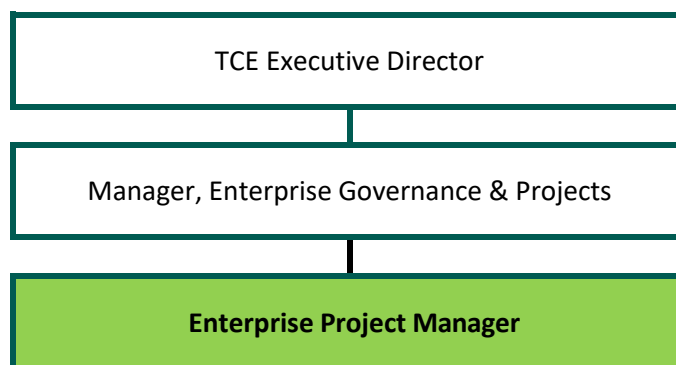 TCE Executive Director
Manager, Enterprise Governance & Projects
Enterprise Project Manager